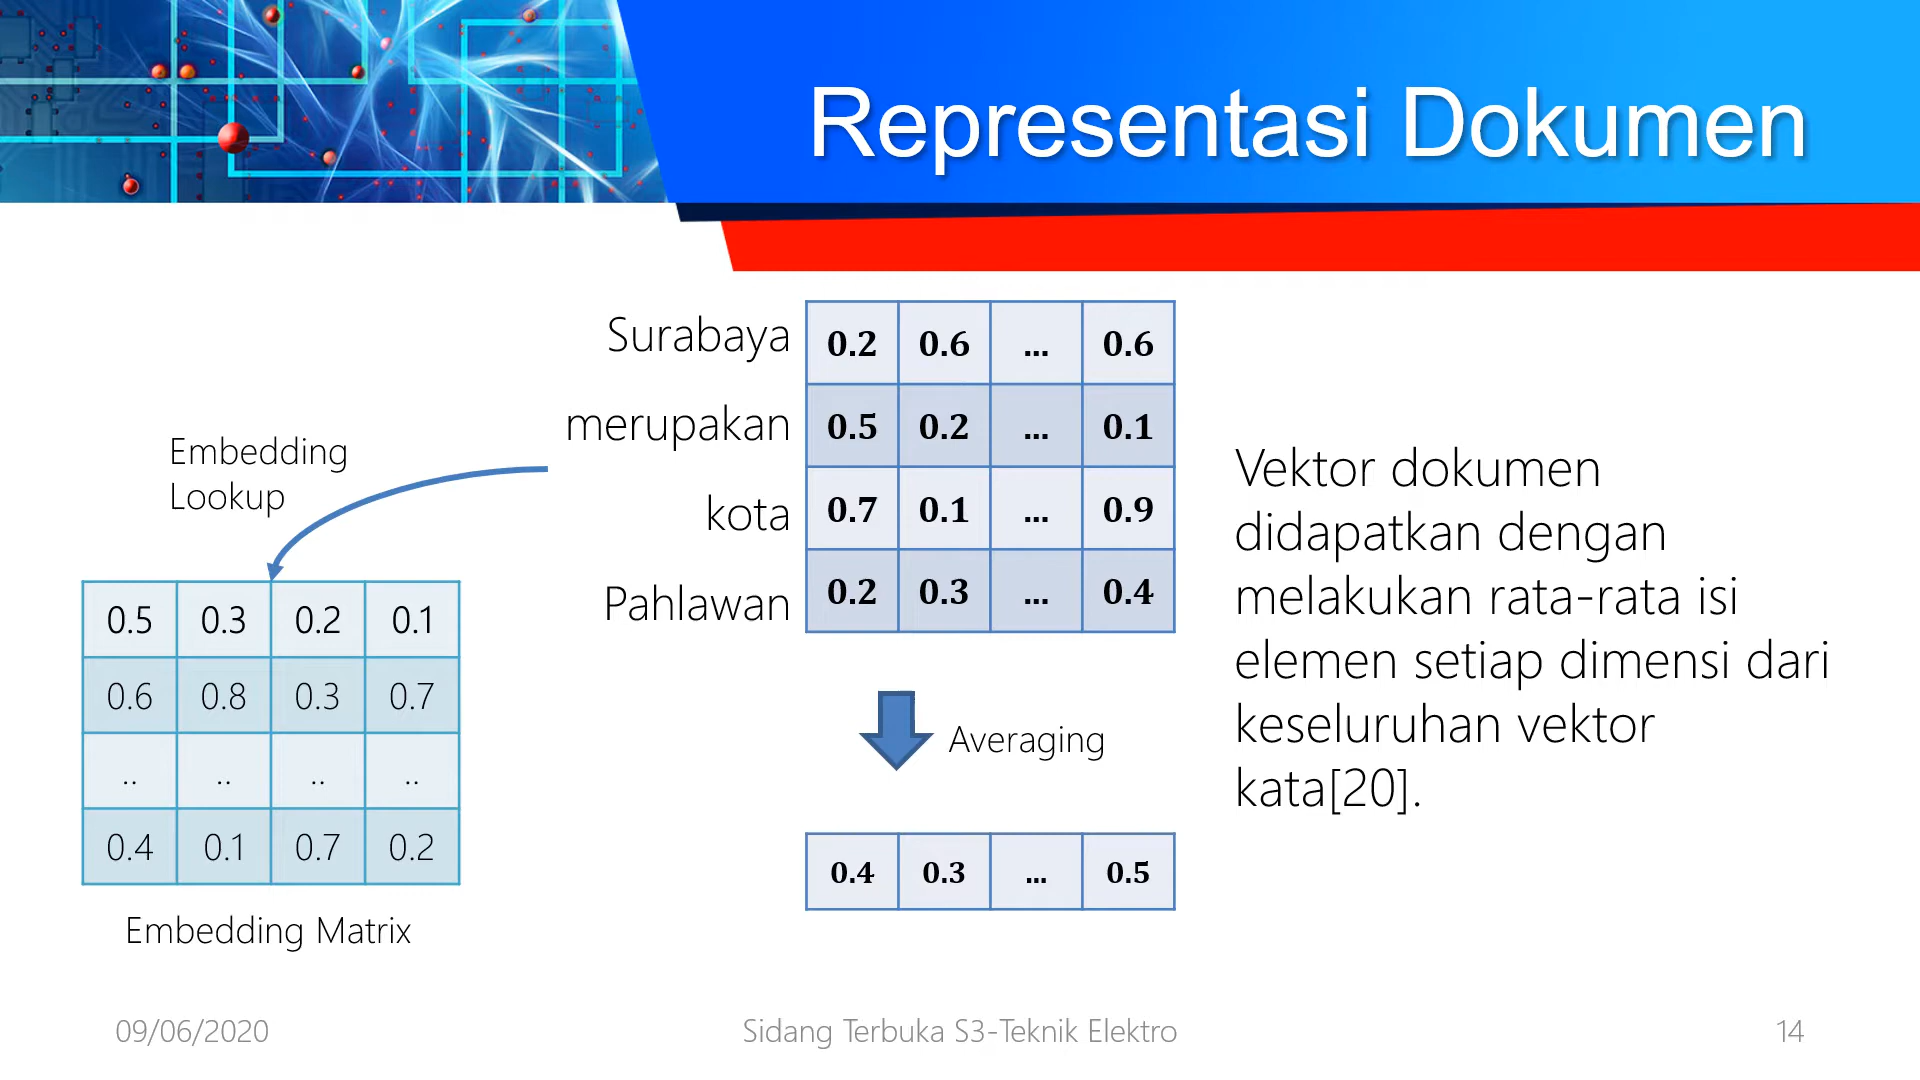 Representasi Dokumen
Surabaya 0.2 0.6 ... 0.6
merupakan 0.5 0.2 ... 0.1
kota 0.7 0.1 ... 0.9
Pahlawan 0.2 0.3 ... 0.4
Embedding
Lookup
0.5 0.3 0.2 0.1
0.6 0.8 0.3 0.7
.. .. .. ..
0.4 0.1 0.7 0.2
Embedding Matrix
Averaging
0.4 0.3 ... 0.5
Vektor dokumen
didapatkan dengan
melakukan rata-rata isi
elemen setiap dimensi dari
keseluruhan vektor
kata[20].
09/06/2020
Sidang Terbuka S3-Teknik Elektro
14